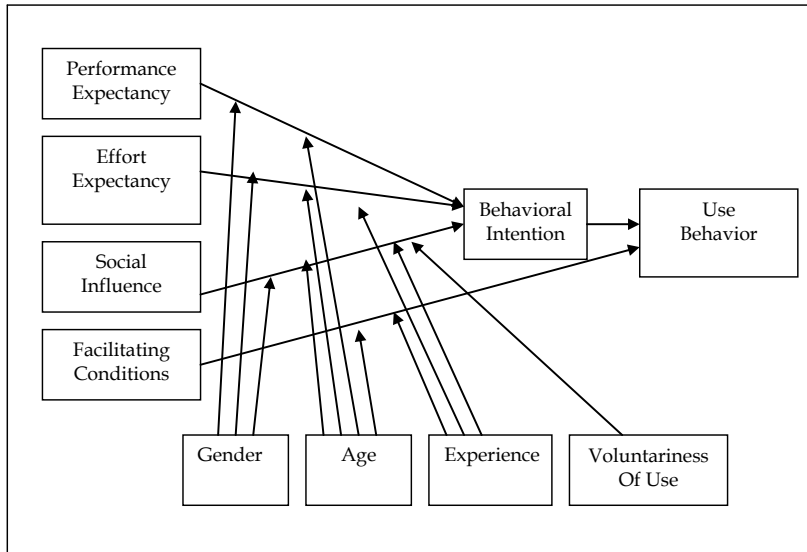 Performance
Expectancy
Effort
Expectancy
Social
Influence
Facilitating
Conditions
Behavioral
Intention
Use
Behavior
Gender
Age
Experience
Voluntariness
Of Use